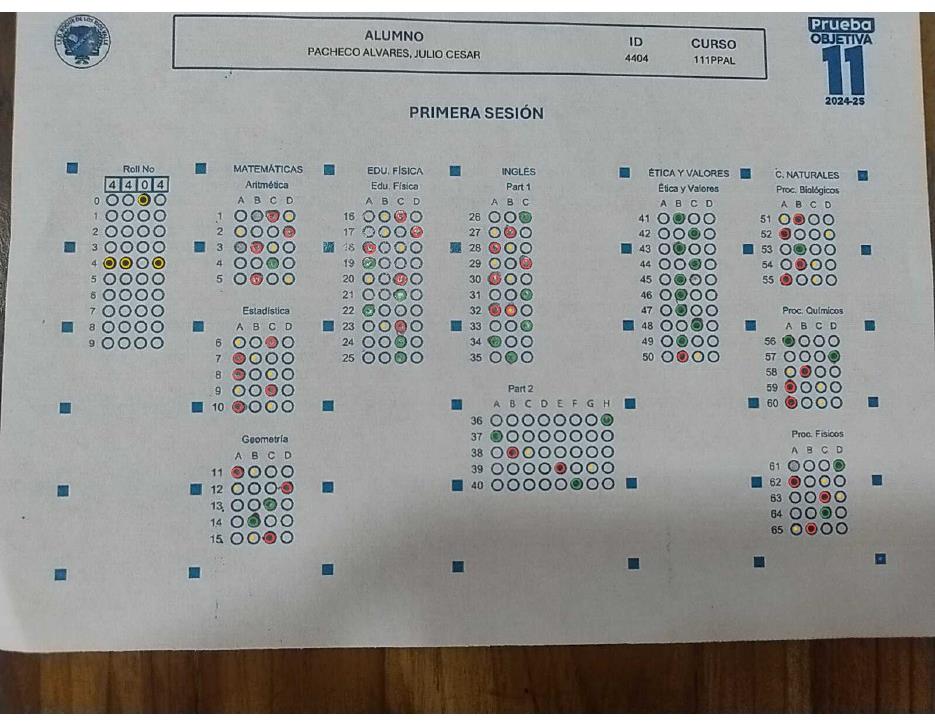 ALUMNO
PACHECO ALVARES, JULIO CESAR
ID
4404
CURSO
111PPAL
Prueba
OBJETIVA
11
2024-25
PRIMERA SESIÓN
Roll No
4 4 0 4
0
1
2
3
4
5
6
7
8
9
MATEMÁTICAS
Aritmética
A B C D
1
2
3
4
5
Estadística
A B C D
6
7
8
9
10
Geometría
A B C D
11
12
13
14
15
EDU. FÍSICA
Edu. Física
A B C D
16
17
18
19
20
21
22
23
24
25
INGLÉS
Part 1
A B C
26
27
28
29
30
31
32
33
34
35
Part 2
A B C D E F G H
36
37
38
39
40
ÉTICA Y VALORES
Ética y Valores
A B C D
41
42
43
44
45
46
47
48
49
50
C. NATURALES
Proc. Biológicos
A B C D
51
52
53
54
55
Proc. Químicos
A B C D
56
57
58
59
60
Proc. Físicos
A B C D
61
62
63
64
65